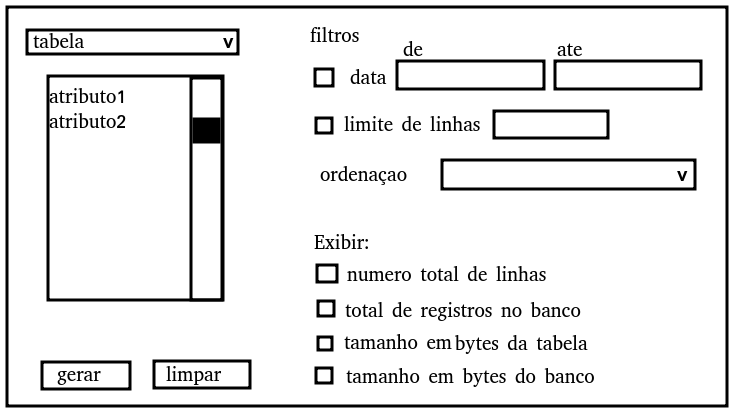 tabela v
atributo1
atributo2
gerar
limpar
filtros
de ate
data
limite de linhas
ordenaçao v
Exibir:
numero total de linhas
total de registros no banco
tamanho em bytes da tabela
tamanho em bytes do banco